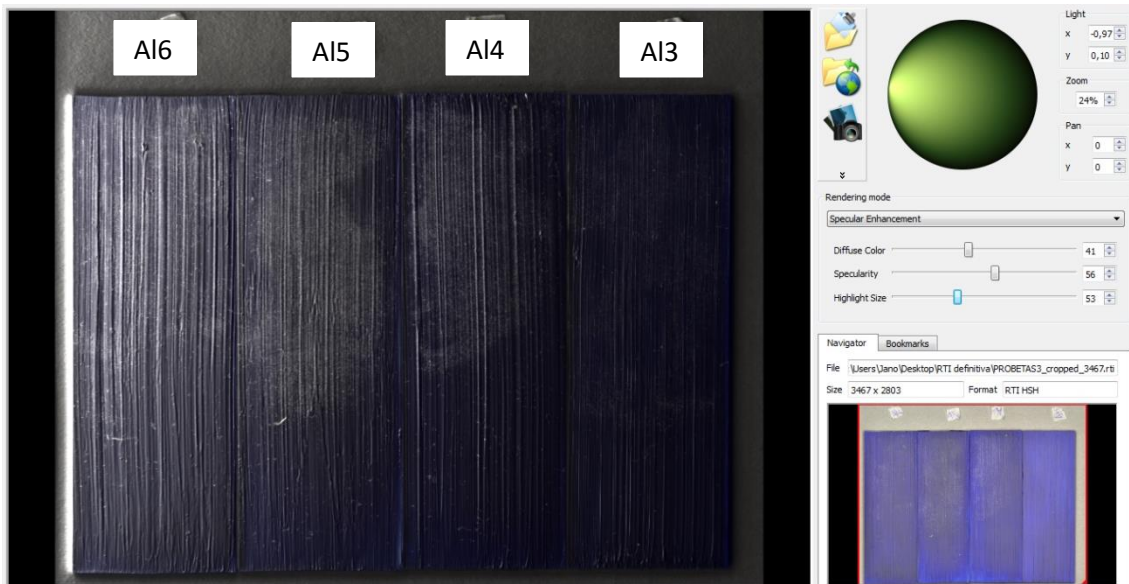 Al6
Al5
Al4
Al3
Light
x -0,97
y 0,10
Zoom
24%
Pan
x 0
y 0
Rendering mode
Specular Enhancement
Diffuse Color 41
Specularity 56
Highlight Size 53
Navigator
Bookmarks
File \Users\Jano\Desktop\RTI definitiva\PROBETAS3_cropped_3467.rti
Size 3467 x 2803 Format RTI HSH